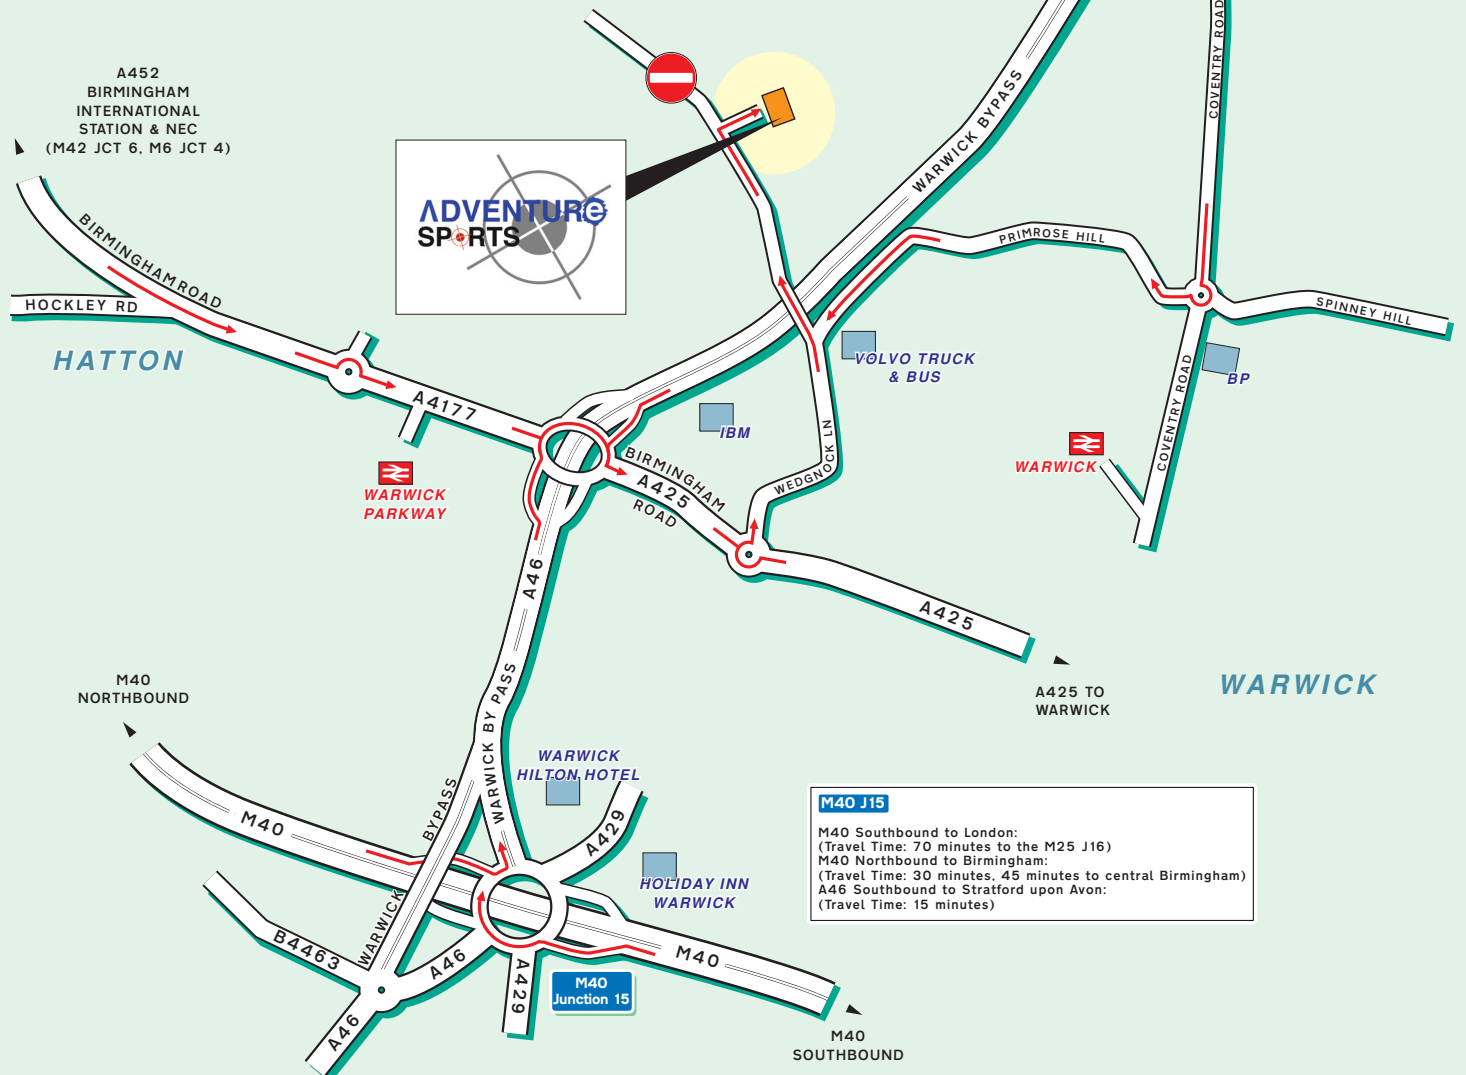 A452
BIRMINGHAM
INTERNATIONAL
STATION & NEC
(M42 JCT 6, M6 JCT 4)
COVENTRY ROAD
WARWICK BYPASS
ADVENTURe
SPORTS
BIRMINGHAM ROAD
HOCKLEY RD
PRIMROSE HILL
SPINNEY HILL
HATTON
VOLVO TRUCK
& BUS
BP
COVENTRY ROAD
A4177
IBM
WARWICK
WARWICK
PARKWAY
BIRMINGHAM
A425
ROAD
WEDGNOCK LN
A46
A425
A425 TO
WARWICK
WARWICK
M40
NORTHBOUND
WARWICK BY PASS
WARWICK
HILTON HOTEL
M40
WARWICK BYPASS
A429
HOLIDAY INN
WARWICK
M40 J15
M40 Southbound to London:
(Travel Time: 70 minutes to the M25 J16)
M40 Northbound to Birmingham:
(Travel Time: 30 minutes, 45 minutes to central Birmingham)
A46 Southbound to Stratford upon Avon:
(Travel Time: 15 minutes)
B4463
A46
A429
M40
M40
Junction 15
A46
M40
SOUTHBOUND